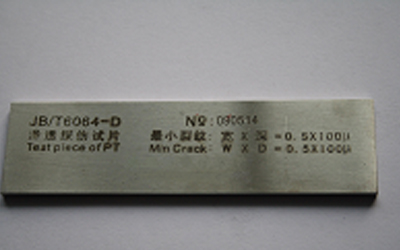 JB/T6064-D № : 090514
渗透探伤试片 最小裂纹: 宽 X 深 = 0.5X100μ
Test piece of PT Min Crack: W X D = 0.5X100μ